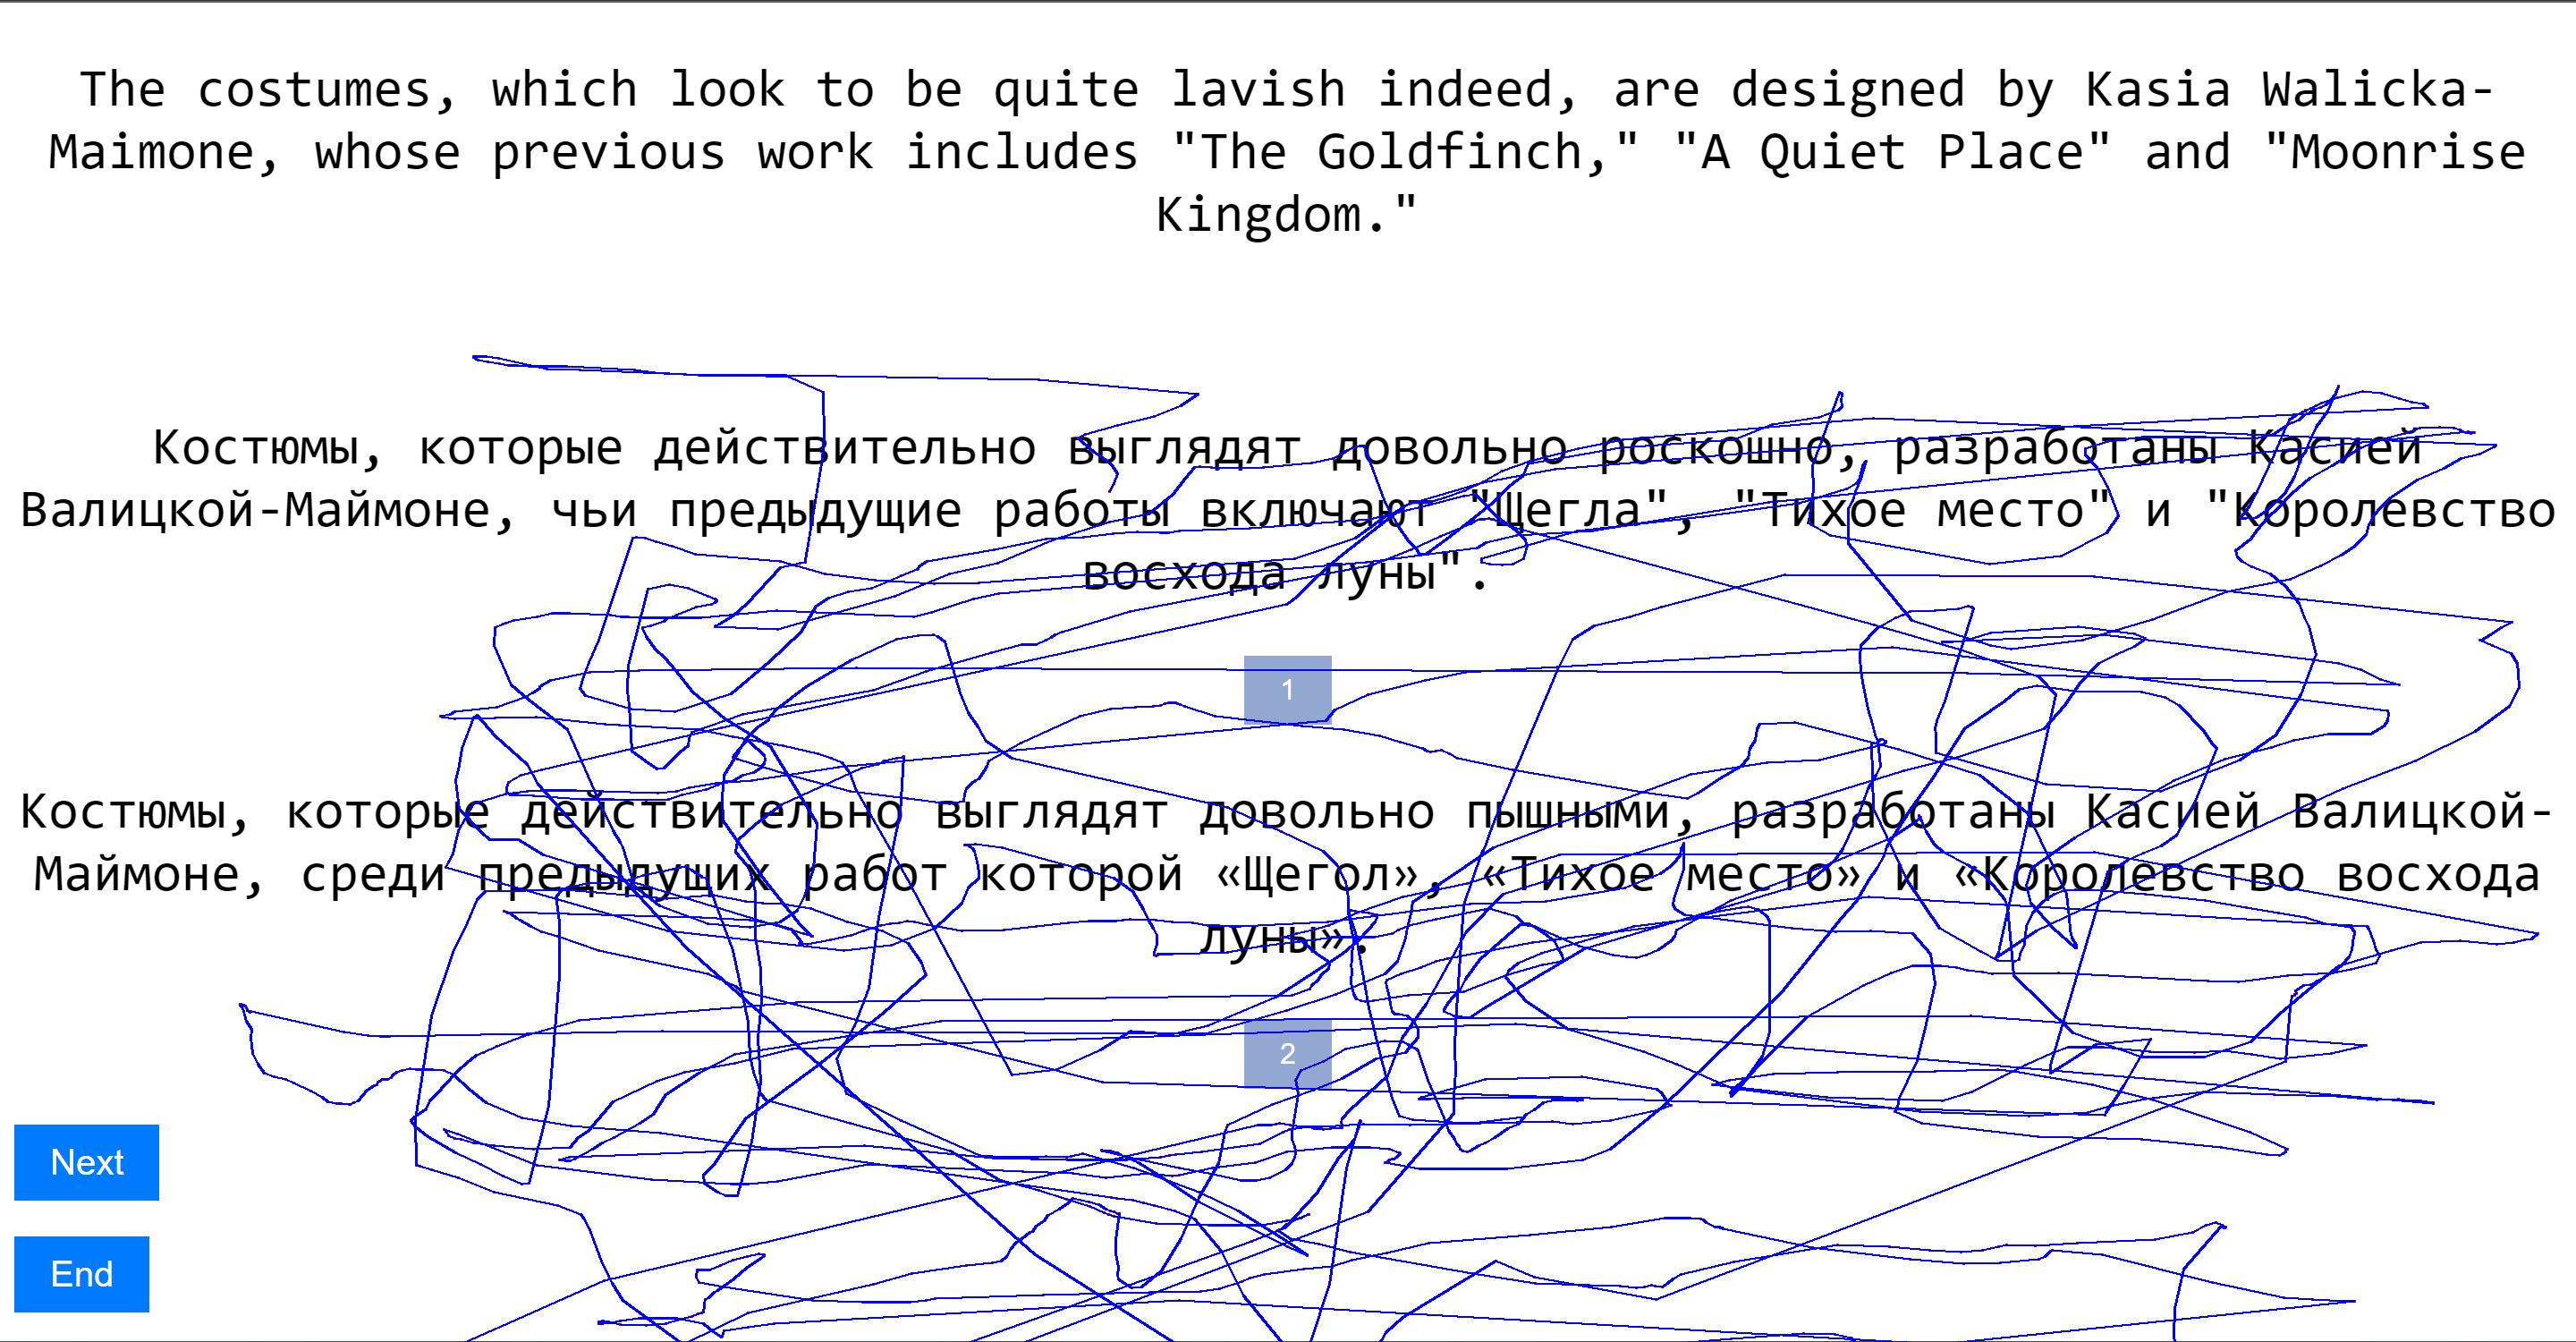 The costumes, which look to be quite lavish indeed, are designed by Kasia Walicka-
Maimone, whose previous work includes "The Goldfinch," "A Quiet Place" and "Moonrise
Kingdom."
Костюмы, которые действительно выглядят довольно роскошно, разработаны Касией
Валицкой-Маймоне, чьи предыдущие работы включают "Щегла", "Тихое место" и "Королевство
восхода луны".
1
Костюмы, которые действительно выглядят довольно пышными, разработаны Касией Валицкой-
Маймоне, среди предыдущих работ которой «Щегол», «Тихое место» и «Королевство восхода
луны».
2
Next
End